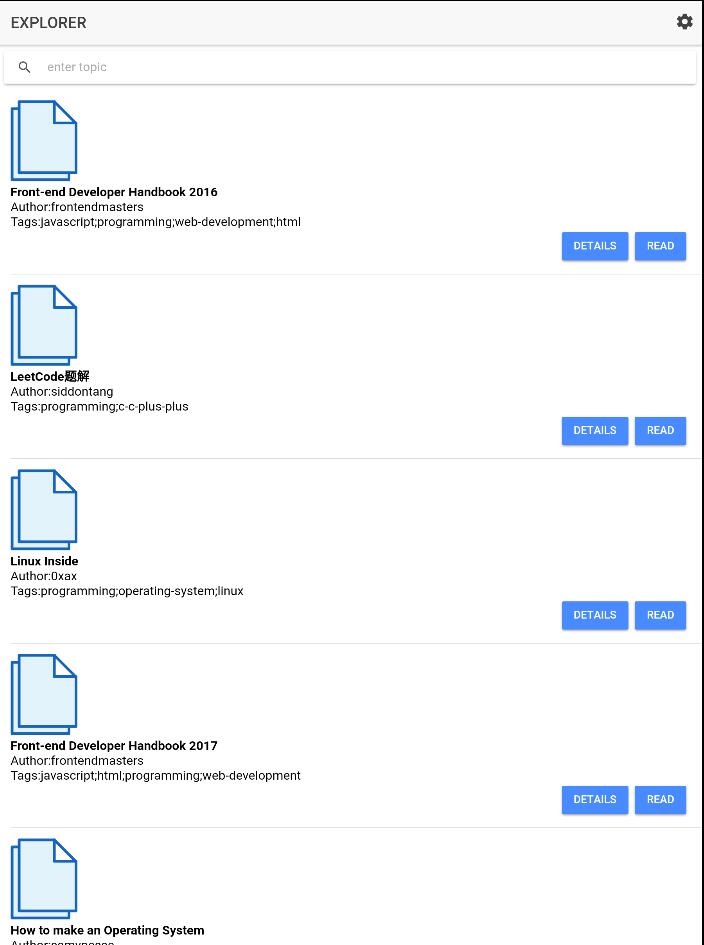 EXPLORER
enter topic
Front-end Developer Handbook 2016
Author:frontendmasters
Tags:javascript;programming;web-development;html
DETAILS READ
LeetCode题解
Author:siddontang
Tags:programming;c-c-plus-plus
DETAILS READ
Linux Inside
Author:0xax
Tags:programming;operating-system;linux
DETAILS READ
Front-end Developer Handbook 2017
Author:frontendmasters
Tags:javascript;html;programming;web-development
DETAILS READ
How to make an Operating System